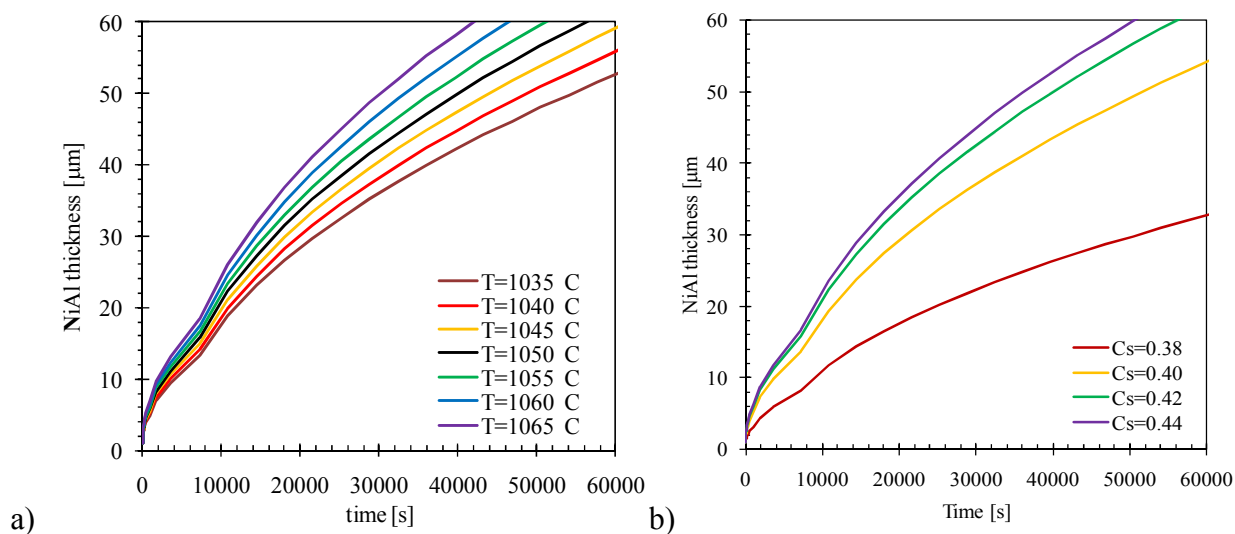 NiAl thickness [µm]
60
50
40
30
20
10
0
T=1035 C
T=1040 C
T=1045 C
T=1050 C
T=1055 C
T=1060 C
T=1065 C
0 10000 20000 30000 40000 50000 60000
time [s]
a)
NiAl thickness [µm
60
50
40
30
20
10
0
Cs=0.38
Cs=0.40
Cs=0.42
Cs=0.44
0 10000 20000 30000 40000 50000 60000
Time [s]
b)